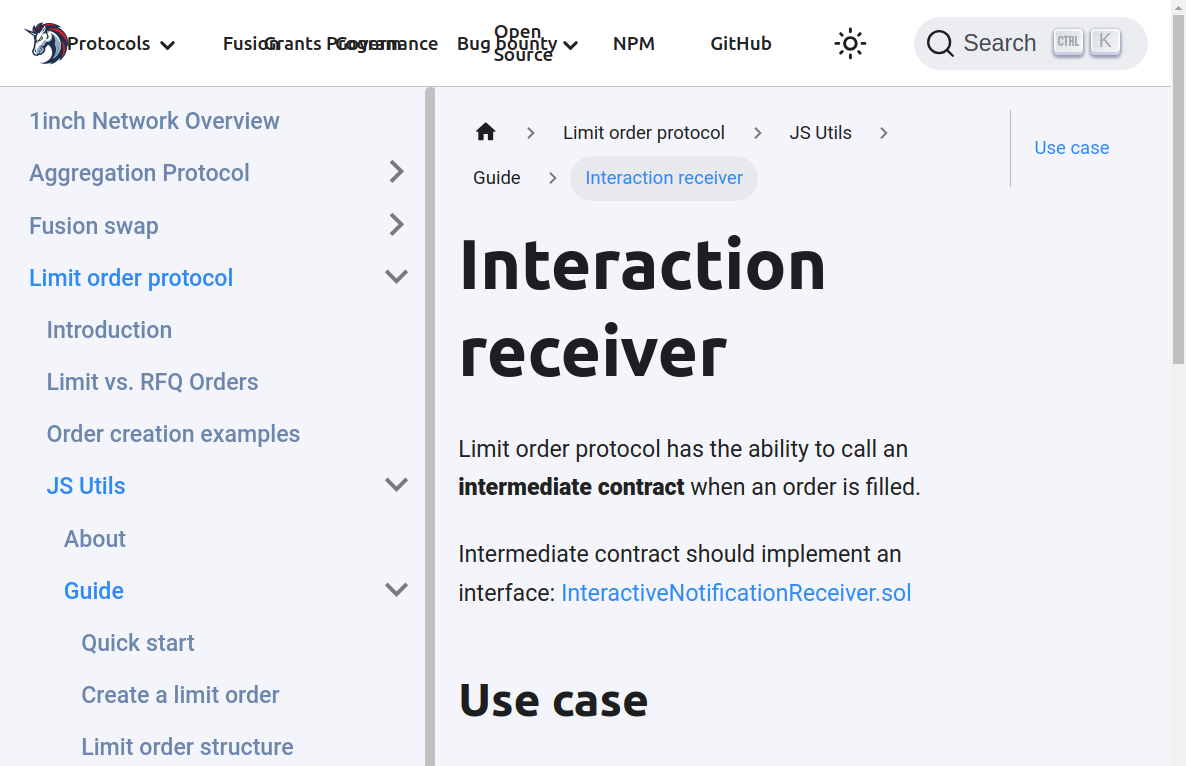 Protocols
Fusion
Grants Program
Governance
Bug bounty
Open
Source
NPM
GitHub
Search CTRL K
1inch Network Overview
Aggregation Protocol
Fusion swap
Limit order protocol
Introduction
Limit vs. RFQ Orders
Order creation examples
JS Utils
About
Guide
Quick start
Create a limit order
Limit order structure
Limit order protocol
JS Utils
Guide
Interaction receiver
Interaction
receiver
Limit order protocol has the ability to call an
intermediate contract when an order is filled.
Intermediate contract should implement an
interface: InteractiveNotificationReceiver.sol
Use case
Use case